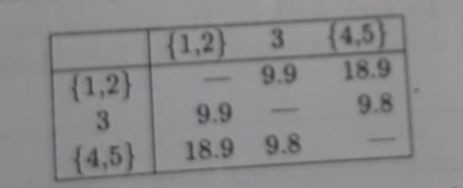 {1,2} 3 {4,5}
{1,2} — 9.9 18.9
3 9.9 — 9.8
{4,5} 18.9 9.8 —